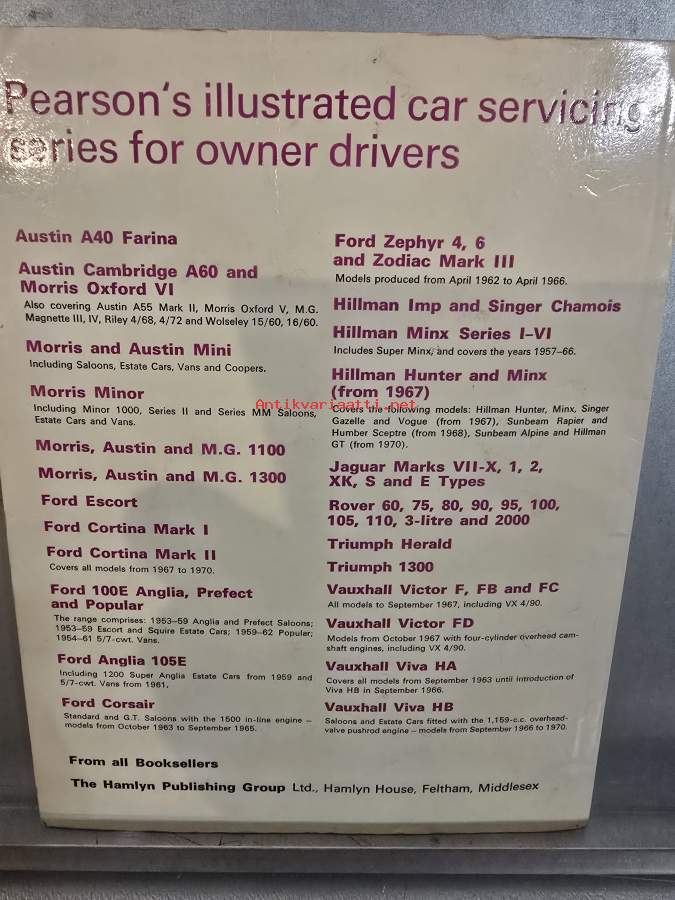 Pearson's illustrated car servicing
series for owner drivers
Austin A40 Farina
Austin Cambridge A60 and
Morris Oxford VI
Also covering Austin A55 Mark II, Morris Oxford V, M.G.
Magnette III, IV, Riley 4/68, 4/72 and Wolseley 15/60, 16/60.
Morris and Austin Mini
Including Saloons, Estate Cars, Vans and Coopers.
Morris Minor
Including Minor 1000, Series II and Series MM Saloons,
Estate Cars and Vans.
Morris, Austin and M.G. 1100
Morris, Austin and M.G. 1300
Ford Escort
Ford Cortina Mark I
Ford Cortina Mark II
Covers all models from 1967 to 1970.
Ford 100E Anglia, Prefect
and Popular
The range comprises: 1953-59 Anglia and Prefect Saloons;
1953-59 Escort and Squire Estate Cars; 1959-62 Popular;
1954-61 5/7-cwt. Vans.
Ford Anglia 105E
Including 1200 Super Anglia Estate Cars from 1959 and
5/7-cwt. Vans from 1961.
Ford Corsair
Standard and G.T. Saloons with the 1500 in-line engine –
models from October 1963 to September 1965.
Ford Zephyr 4, 6
and Zodiac Mark III
Models produced from April 1962 to April 1966.
Hillman Imp and Singer Chamois
Hillman Minx Series I-VI
Includes Super Minx, and covers the years 1957-66.
Hillman Hunter and Minx
(from 1967)
Covers the following models: Hillman Hunter, Minx, Singer
Gazelle and Vogue (from 1967), Sunbeam Rapier and
Humber Sceptre (from 1968), Sunbeam Alpine and Hillman
GT (from 1970).
Jaguar Marks VII-X, 1, 2,
XK, S and E Types
Rover 60, 75, 80, 90, 95, 100,
105, 110, 3-litre and 2000
Triumph Herald
Triumph 1300
Vauxhall Victor F, FB and FC
All models to September 1967, including VX 4/90.
Vauxhall Victor FD
Models from October 1967 with four-cylinder overhead cam-
shaft engines, including VX 4/90.
Vauxhall Viva HA
Covers all models from September 1963 until introduction of
Viva HB in September 1966.
Vauxhall Viva HB
Saloons and Estate Cars fitted with the 1,159-c.c. overhead-
valve pushrod engine – models from September 1966 to 1970.
From all Booksellers
The Hamlyn Publishing Group Ltd., Hamlyn House, Feltham, Middlesex
Antikvariaatti.net